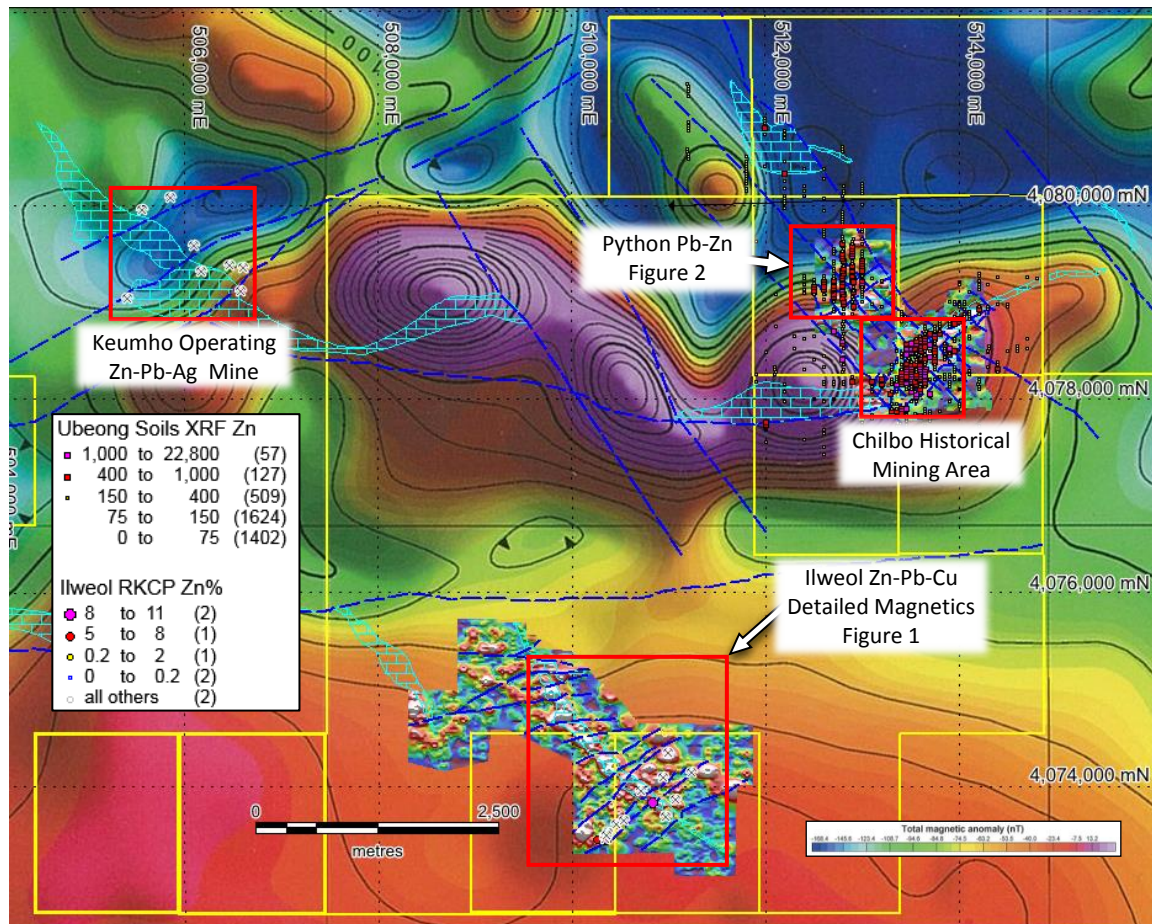 100
506,000 mE
508,000 mE
510,000 mE
512,000 mE
514,000 mE
4,080,000 mN
Python Pb-Zn
Figure 2
Keumho Operating
Zn-Pb-Ag Mine
4,078,000 mN
Chilbo Historical
Mining Area
Ubeong Soils XRF Zn
1,000 to 22,800 (57)
400 to 1,000 (127)
150 to 400 (509)
75 to 150 (1624)
0 to 75 (1402)
Ilweol RKCP Zn%
8 to 11 (2)
5 to 8 (1)
0.2 to 2 (1)
0 to 0.2 (2)
all others (2)
4,076,000 mN
Ilweol Zn-Pb-Cu
Detailed Magnetics
Figure 1
4,074,000 mN
0 2,500
metres
Total magnetic anomaly (nT)